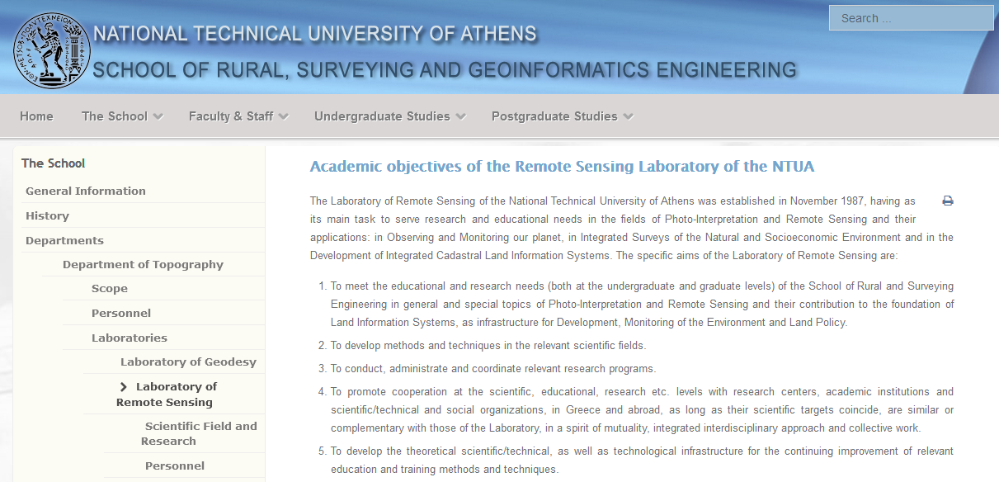 Search ...
NATIONAL TECHNICAL UNIVERSITY OF ATHENS
SCHOOL OF RURAL, SURVEYING AND GEOINFORMATICS ENGINEERING
Home The School Faculty & Staff Undergraduate Studies Postgraduate Studies
The School
General Information
History
Departments
Department of Topography
Scope
Personnel
Laboratories
Laboratory of Geodesy
Laboratory of
Remote Sensing
Scientific Field and
Research
Personnel
Academic objectives of the Remote Sensing Laboratory of the NTUA
The Laboratory of Remote Sensing of the National Technical University of Athens was established in November 1987, having as
its main task to serve research and educational needs in the fields of Photo-Interpretation and Remote Sensing and their
applications: in Observing and Monitoring our planet, in Integrated Surveys of the Natural and Socioeconomic Environment and in the
Development of Integrated Cadastral Land Information Systems. The specific aims of the Laboratory of Remote Sensing are:
1. To meet the educational and research needs (both at the undergraduate and graduate levels) of the School of Rural and Surveying
Engineering in general and special topics of Photo-Interpretation and Remote Sensing and their contribution to the foundation of
Land Information Systems, as infrastructure for Development, Monitoring of the Environment and Land Policy.
2. To develop methods and techniques in the relevant scientific fields.
3. To conduct, administrate and coordinate relevant research programs.
4. To promote cooperation at the scientific, educational, research etc. levels with research centers, academic institutions and
scientific/technical and social organizations, in Greece and abroad, as long as their scientific targets coincide, are similar or
complementary with those of the Laboratory, in a spirit of mutuality, integrated interdisciplinary approach and collective work.
5. To develop the theoretical scientific/technical, as well as technological infrastructure for the continuing improvement of relevant
education and training methods and techniques.